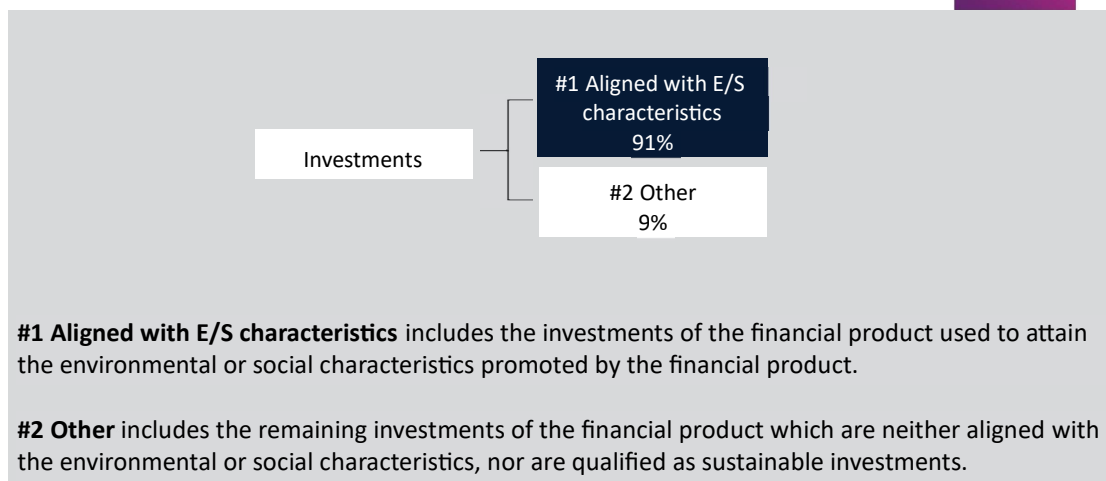 #1 Aligned with E/S
characteristics
91%
Investments
#2 Other
9%
#1 Aligned with E/S characteristics includes the investments of the financial product used to attain
the environmental or social characteristics promoted by the financial product.
#2 Other includes the remaining investments of the financial product which are neither aligned with
the environmental or social characteristics, nor are qualified as sustainable investments.